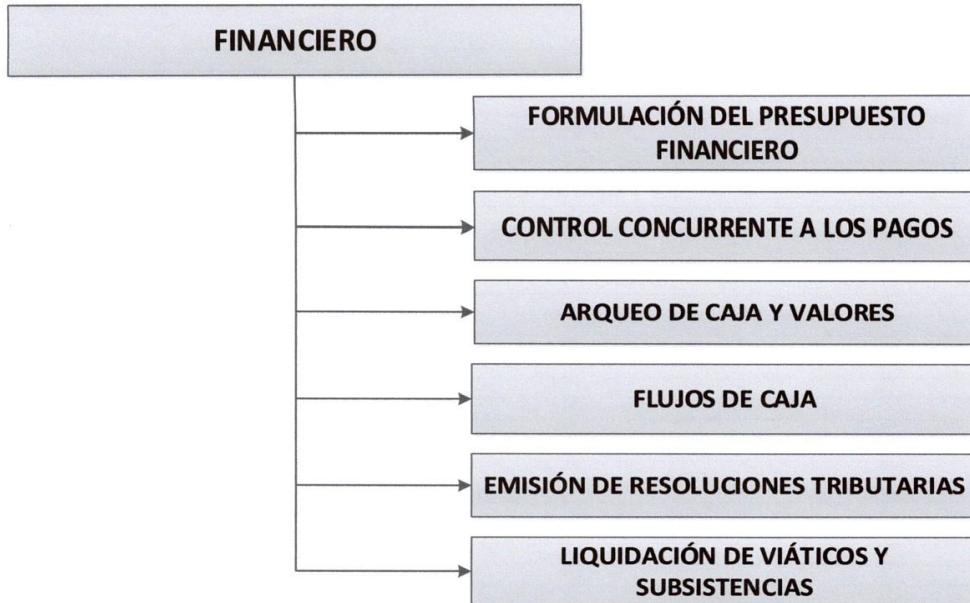 FINANCIERO
FORMULACIÓN DEL PRESUPUESTO
FINANCIERO
CONTROL CONCURRENTE A LOS PAGOS
ARQUEO DE CAJA Y VALORES
FLUJOS DE CAJA
EMISIÓN DE RESOLUCIONES TRIBUTARIAS
LIQUIDACIÓN DE VIÁTICOS Y
SUBSISTENCIAS